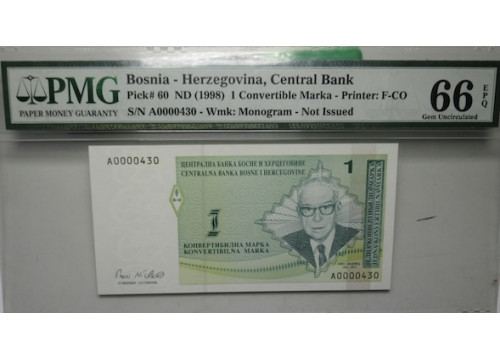 PMG
PAPER MONEY GUARANTY
Bosnia - Herzegovina, Central Bank
Pick# 60 ND (1998) 1 Convertible Marka - Printer: F-CO
S/N A0000430 - Wmk: Monogram - Not Issued
66 EPQ
Gem Uncirculated
A0000430
ЦЕНТРАЛНА БАНКА БОСНЕ И ХЕРЦЕГОВИНЕ
CENTRALNA BANKA BOSNE I HERCEGOVINE
1
1
КОНВЕРТИБИЛНА МАРКА
KONVERTIBILNA MARKA
A0000430